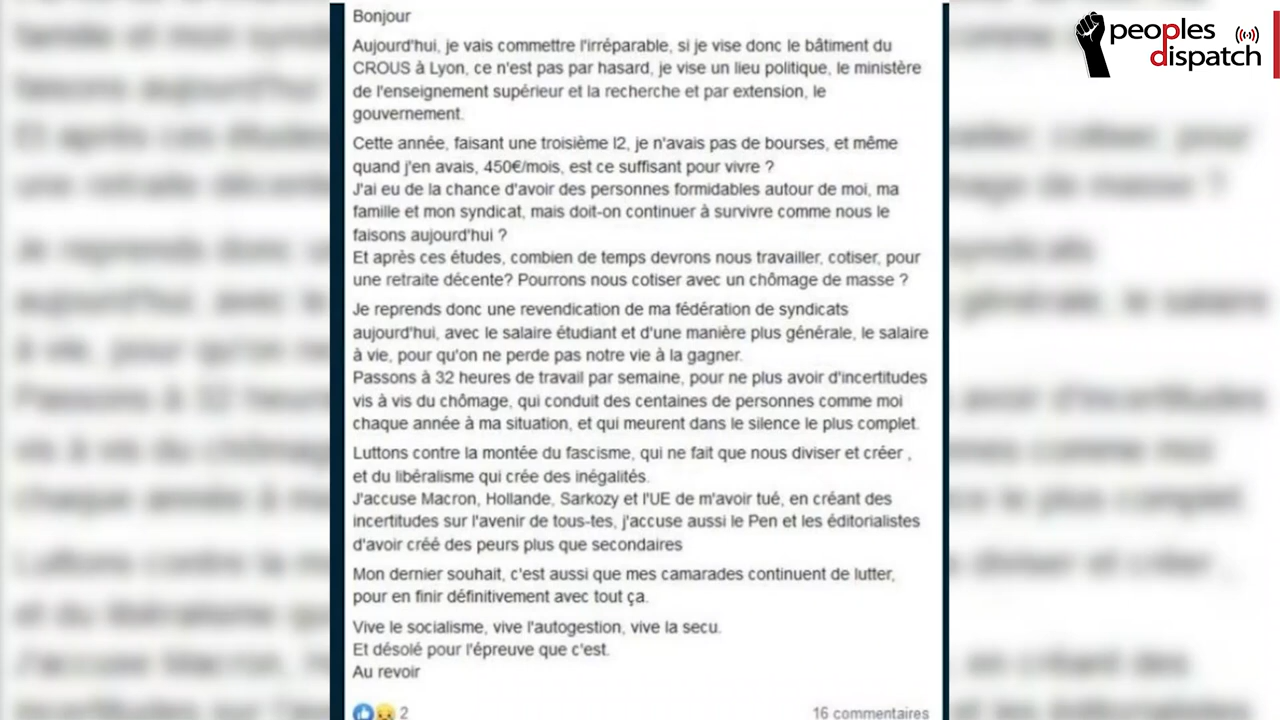 Bonjour
Aujourd'hui, je vais commettre l'irréparable, si je vise donc le bâtiment du
CROUS à Lyon, ce n'est pas par hasard, je vise un lieu politique, le ministère
de l'enseignement supérieur et la recherche et par extension, le
gouvernement.
Cette année, faisant une troisième l2, je n'avais pas de bourses, et même
quand j'en avais, 450€/mois, est ce suffisant pour vivre ?
J'ai eu de la chance d'avoir des personnes formidables autour de moi, ma
famille et mon syndicat, mais doit-on continuer à survivre comme nous le
faisons aujourd'hui ?
Et après ces études, combien de temps devrons nous travailler, cotiser, pour
une retraite décente? Pourrons nous cotiser avec un chômage de masse ?
Je reprends donc une revendication de ma fédération de syndicats
aujourd'hui, avec le salaire étudiant et d'une manière plus générale, le salaire
à vie, pour qu'on ne perde pas notre vie à la gagner.
Passons à 32 heures de travail par semaine, pour ne plus avoir d'incertitudes
vis à vis du chômage, qui conduit des centaines de personnes comme moi
chaque année à ma situation, et qui meurent dans le silence le plus complet.
Luttons contre la montée du fascisme, qui ne fait que nous diviser et créer ,
et du libéralisme qui crée des inégalités.
J'accuse Macron, Hollande, Sarkozy et l'UE de m'avoir tué, en créant des
incertitudes sur l'avenir de tous-tes, j'accuse aussi le Pen et les éditorialistes
d'avoir créé des peurs plus que secondaires
Mon dernier souhait, c'est aussi que mes camarades continuent de lutter,
pour en finir définitivement avec tout ça.
Vive le socialisme, vive l'autogestion, vive la secu.
Et désolé pour l'épreuve que c'est.
Au revoir
2
16 commentaires
peoples
dispatch